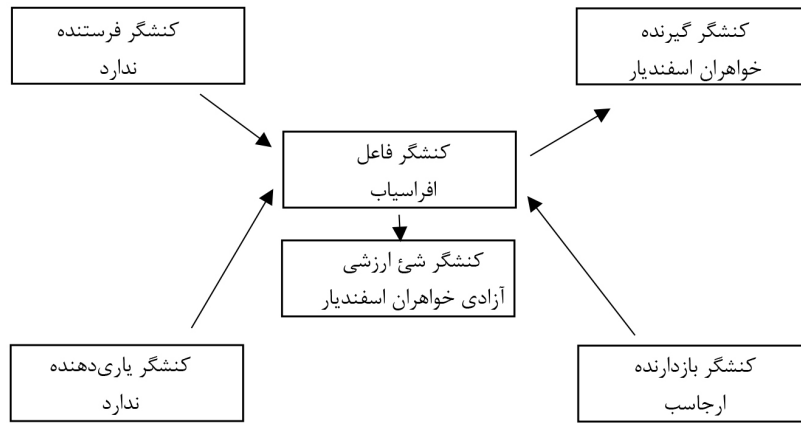 کنشگر گیرنده
خواهران اسفندیار
کنشگر فرستنده
ندارد
کنشگر فاعل
افراسیاب
کنشگر شئ ارزشی
آزادی خواهران اسفندیار
کنشگر بازدارنده
ارجاسب
کنشگر یاری‌دهنده
ندارد